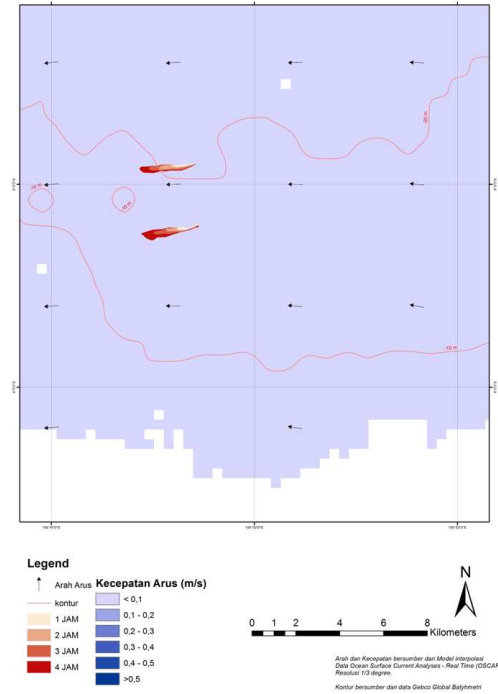 -20 m
-10 m
-10 m
-10 m
Legend
Arah Arus
kontur
1 JAM
2 JAM
3 JAM
4 JAM
Kecepatan Arus (m/s)
< 0,1
0,1 - 0,2
0,2 - 0,3
0,3 - 0,4
0,4 - 0,5
>0,5
N
0 1 2 4 6 8
Kilometers
Arah dan Kecepatan bersumber dari Model interpolasi
Data Ocean Surface Current Analyses - Real Time (OSCAR
Resolusi 1/3 degree.
Kontur bersumber dari data Gebco Global Batyhmetri